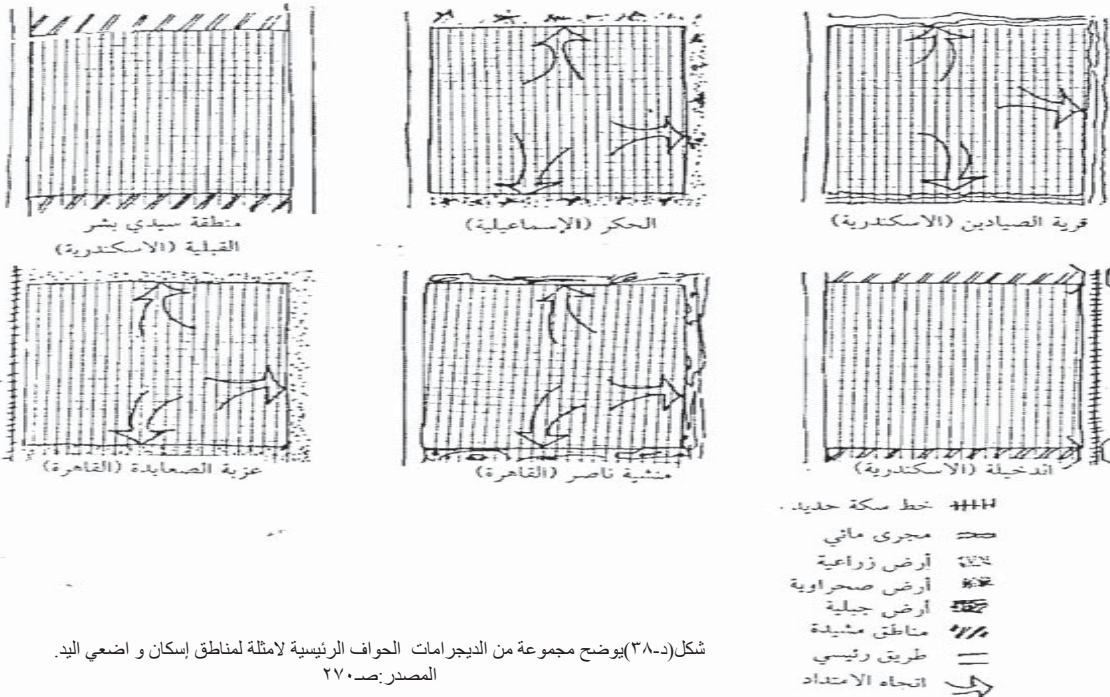 قرية الصيادين (الاسكندرية)
الحكر (الإسماعيلية)
منطقة سيدي بشر
القبلية (الاسكندرية)
اندخيلة (الاسكندرية)
منشية ناصر (القاهرة)
عزبة الصعايدة (القاهرة)
خط سكة حديد.
مجرى مائي
أرض زراعية
أرض صحراوية
أرض جبلية
مناطق مشيدة
طريق رئيسي
اتجاه الامتداد
شكل(د-٣٨)يوضح مجموعة من الديجرامات الحواف الرئيسية لامثلة لمناطق إسكان و اضعي اليد.
المصدر:صـ٢٧٠